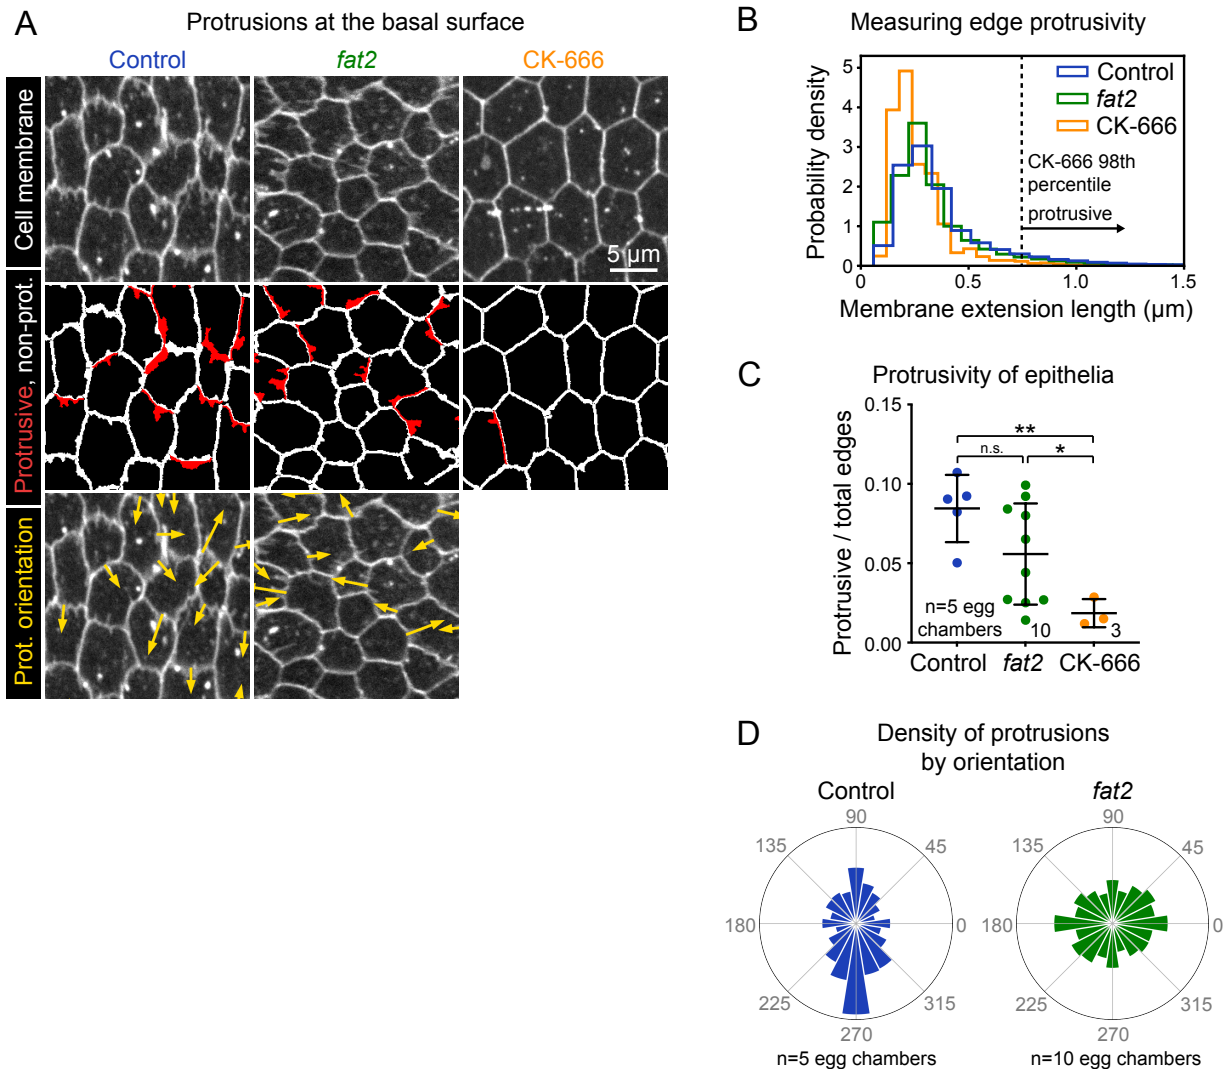 A
Protrusions at the basal surface
Control
fat2
CK-666
Cell membrane
5 µm
Protrusive, non-prot.
Prot. orientation
B
Measuring edge protrusivity
Probability density
5
4
3
2
1
0
0
0.5
1.0
1.5
Membrane extension length (µm)
Control
fat2
CK-666
CK-666 98th
percentile
protrusive
C
Protrusivity of epithelia
Protrusive / total edges
0.15
0.10
0.05
0.00
**
n.s.
*
n=5 egg
chambers
10
3
Control
fat2
CK-666
D
Density of protrusions
by orientation
Control
90
135
45
180
0
225
315
270
n=5 egg chambers
fat2
90
135
45
180
0
225
315
270
n=10 egg chambers